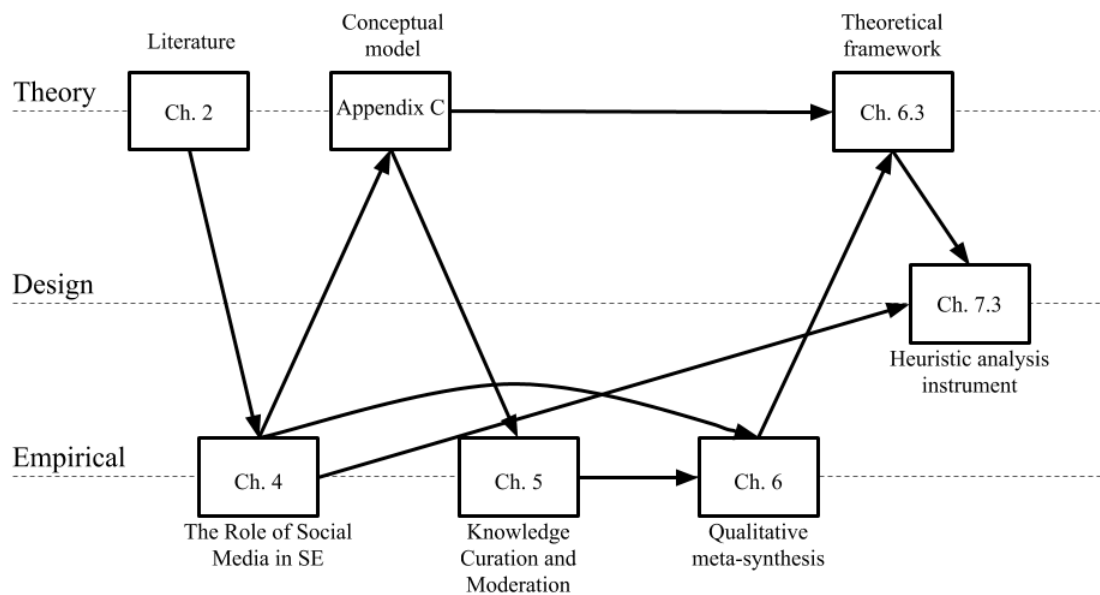 Literature
Conceptual
model
Theoretical
framework
Theory
Ch. 2
Appendix C
Ch. 6.3
Design
Ch. 7.3
Heuristic analysis
instrument
Empirical
Ch. 4
Ch. 5
Ch. 6
The Role of Social
Media in SE
Knowledge
Curation and
Moderation
Qualitative
meta-synthesis